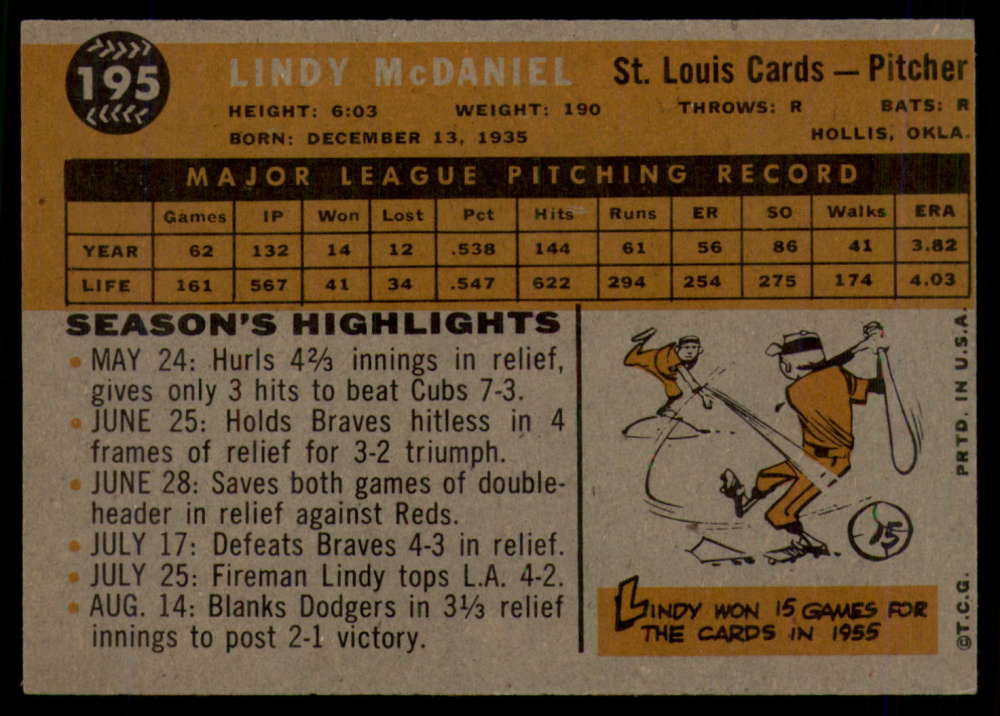 195
LINDY McDANIEL St. Louis Cards — Pitcher
HEIGHT: 6:03 WEIGHT: 190 THROWS: R BATS: R
BORN: DECEMBER 13, 1935 HOLLIS, OKLA.
MAJOR LEAGUE PITCHING RECORD
Games IP Won Lost Pct Hits Runs ER SO Walks ERA
YEAR 62 132 14 12 .538 144 61 56 86 41 3.82
LIFE 161 567 41 34 .547 622 294 254 275 174 4.03
SEASON'S HIGHLIGHTS
• MAY 24: Hurls 4⅔ innings in relief,
gives only 3 hits to beat Cubs 7-3.
• JUNE 25: Holds Braves hitless in 4
frames of relief for 3-2 triumph.
• JUNE 28: Saves both games of double-
header in relief against Reds.
• JULY 17: Defeats Braves 4-3 in relief.
• JULY 25: Fireman Lindy tops L.A. 4-2.
• AUG. 14: Blanks Dodgers in 3⅓ relief
innings to post 2-1 victory.
15
LINDY WON 15 GAMES FOR
THE CARDS IN 1955
©T.C.G. PRTD. IN U.S.A.